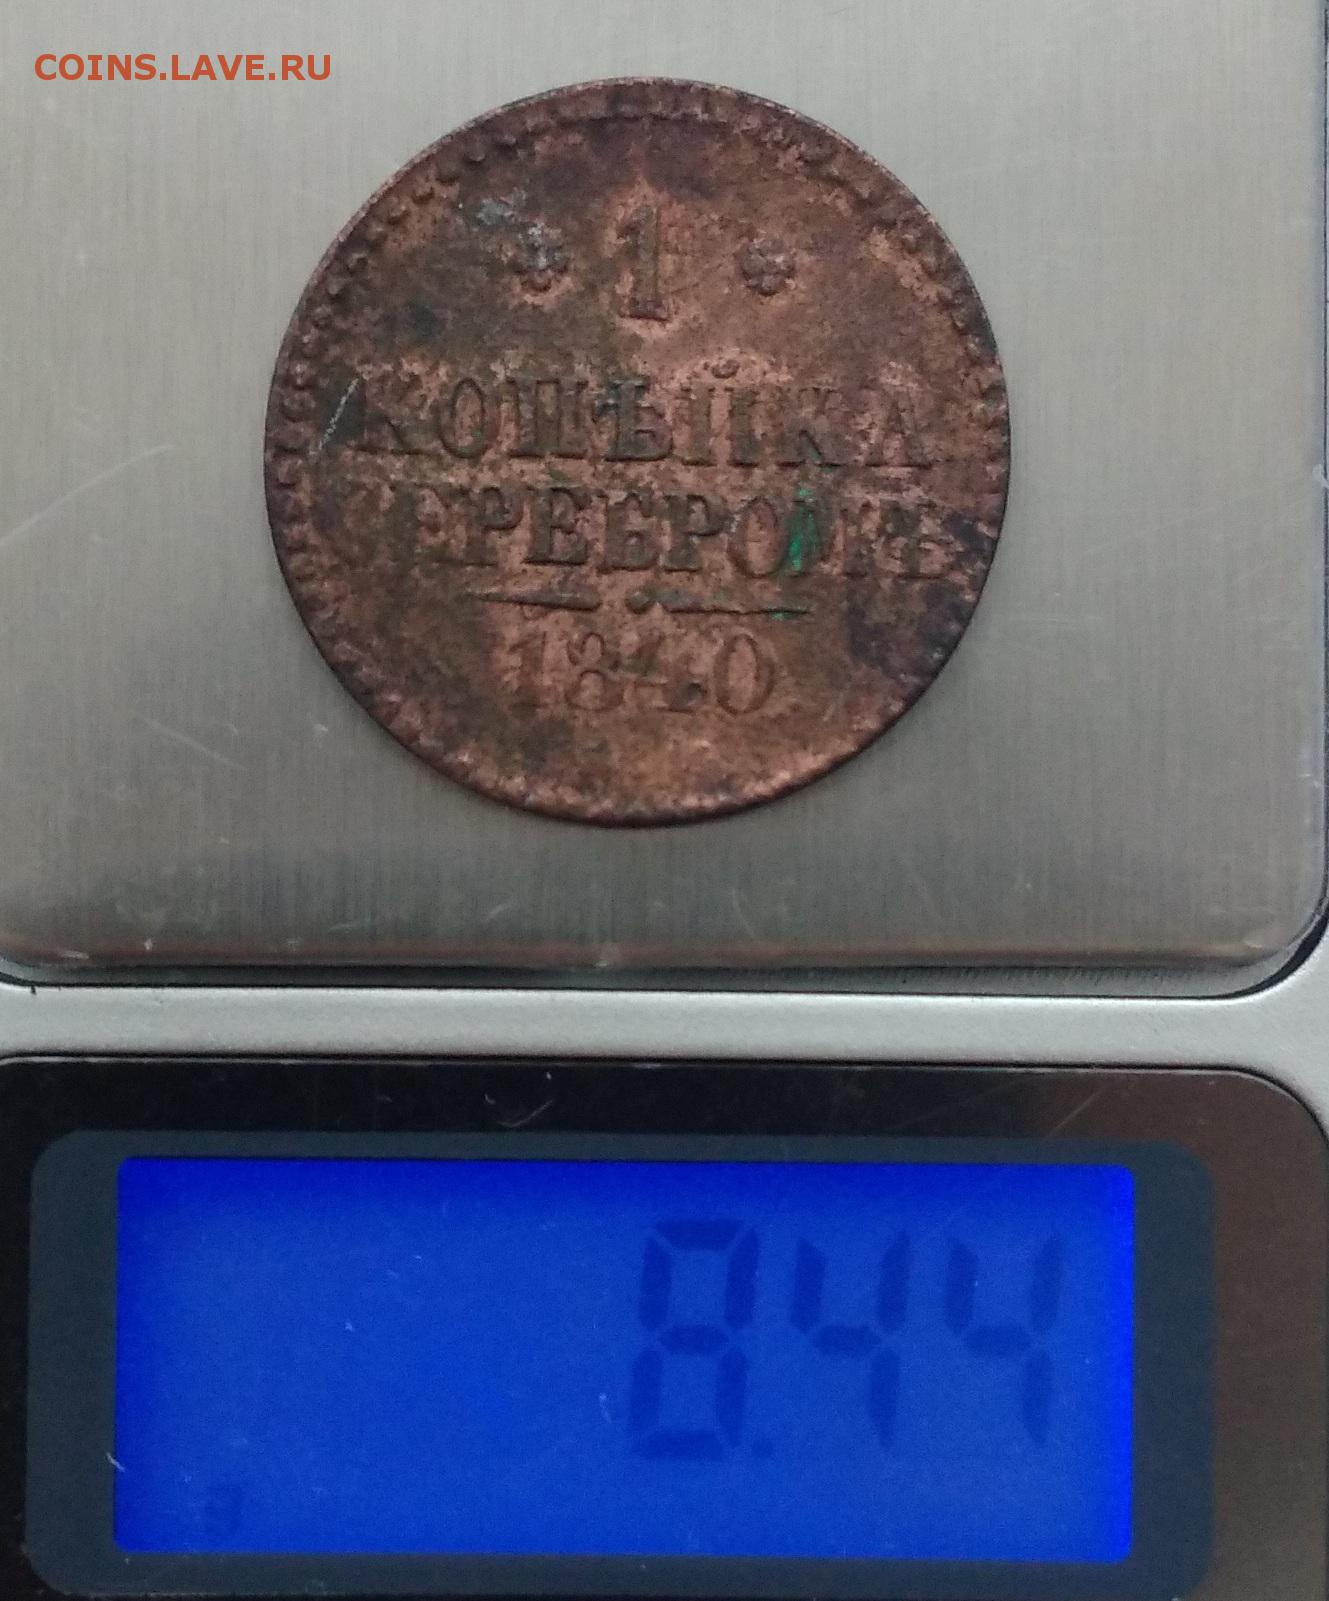 COINS.LAVE.RU
1
КОПѢЙКА
СЕРЕБРОМЪ
1840
8.44
g